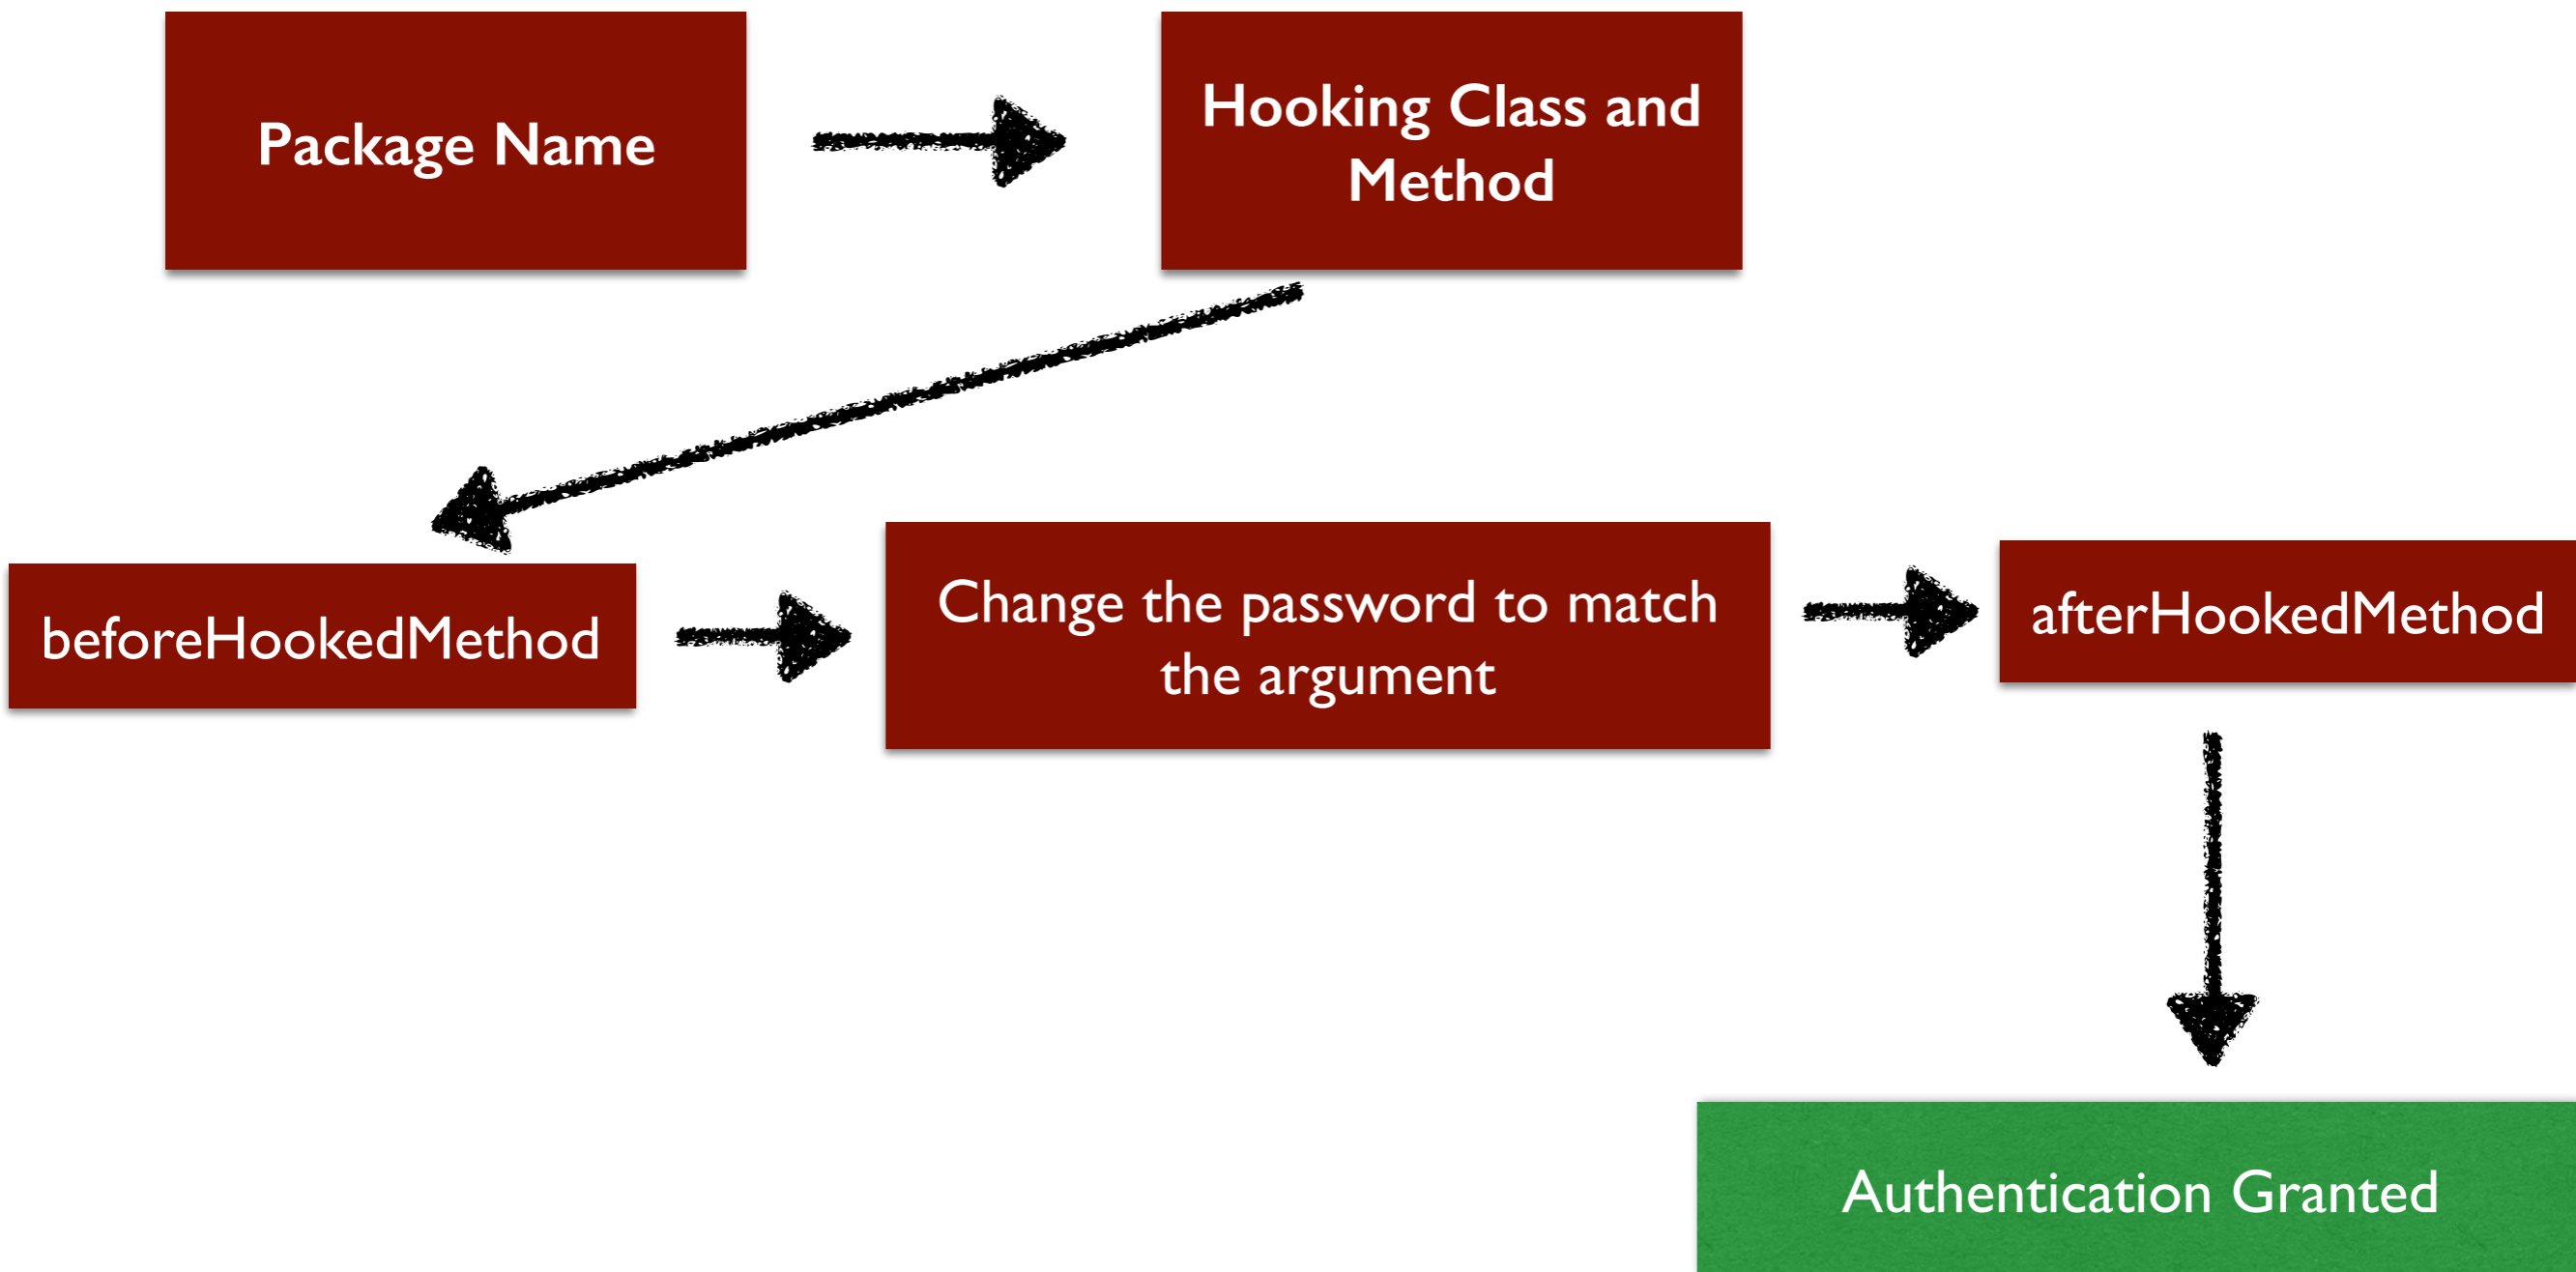 Package Name
Hooking Class and
Method
beforeHookedMethod
Change the password to match
the argument
afterHookedMethod
Authentication Granted